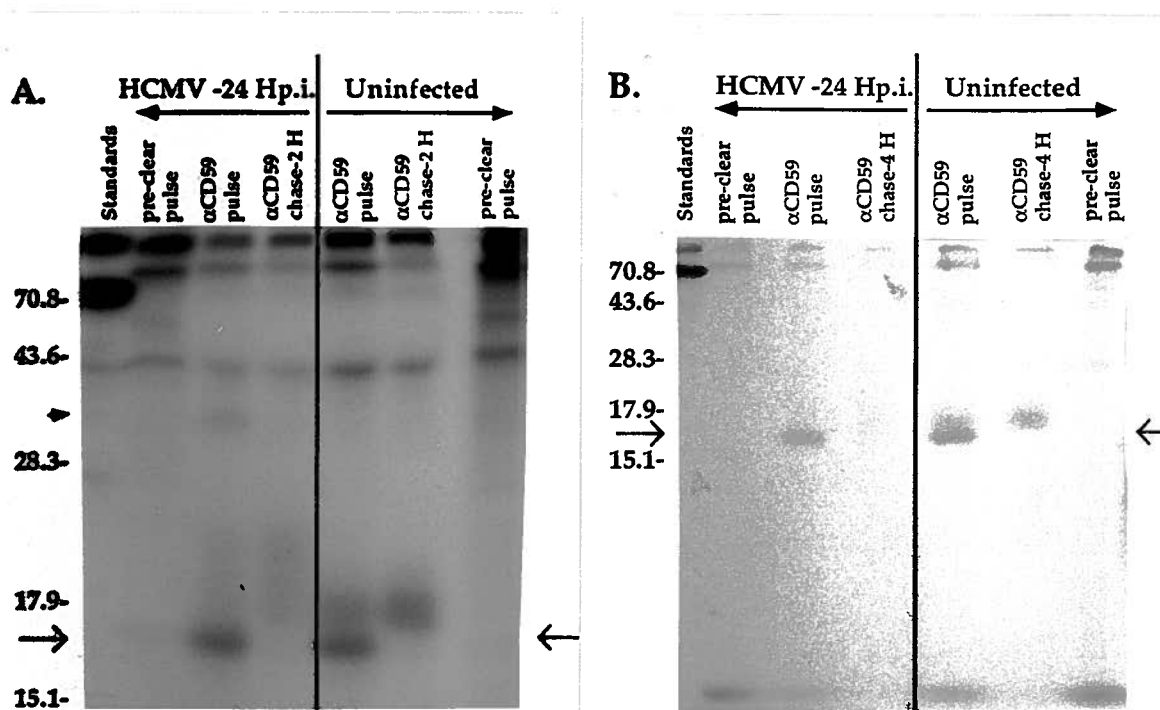 A.
HCMV -24 Hp.i.
Uninfected
Standards
pre-clear
pulse
αCD59
pulse
αCD59
chase-2 H
αCD59
pulse
αCD59
chase-2 H
pre-clear
pulse
70.8-
43.6-
28.3-
17.9-
15.1-
B.
HCMV -24 Hp.i.
Uninfected
Standards
pre-clear
pulse
αCD59
pulse
αCD59
chase-4 H
αCD59
pulse
αCD59
chase-4 H
pre-clear
pulse
70.8-
43.6-
28.3-
17.9-
15.1-